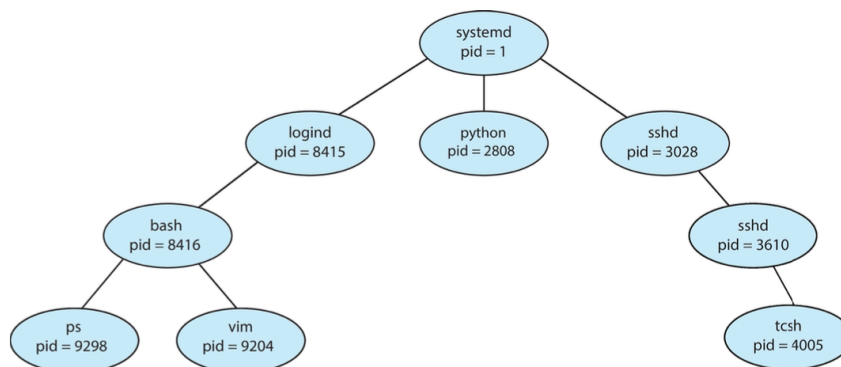 systemd
pid = 1
logind
pid = 8415
python
pid = 2808
sshd
pid = 3028
bash
pid = 8416
sshd
pid = 3610
ps
pid = 9298
vim
pid = 9204
tcsh
pid = 4005